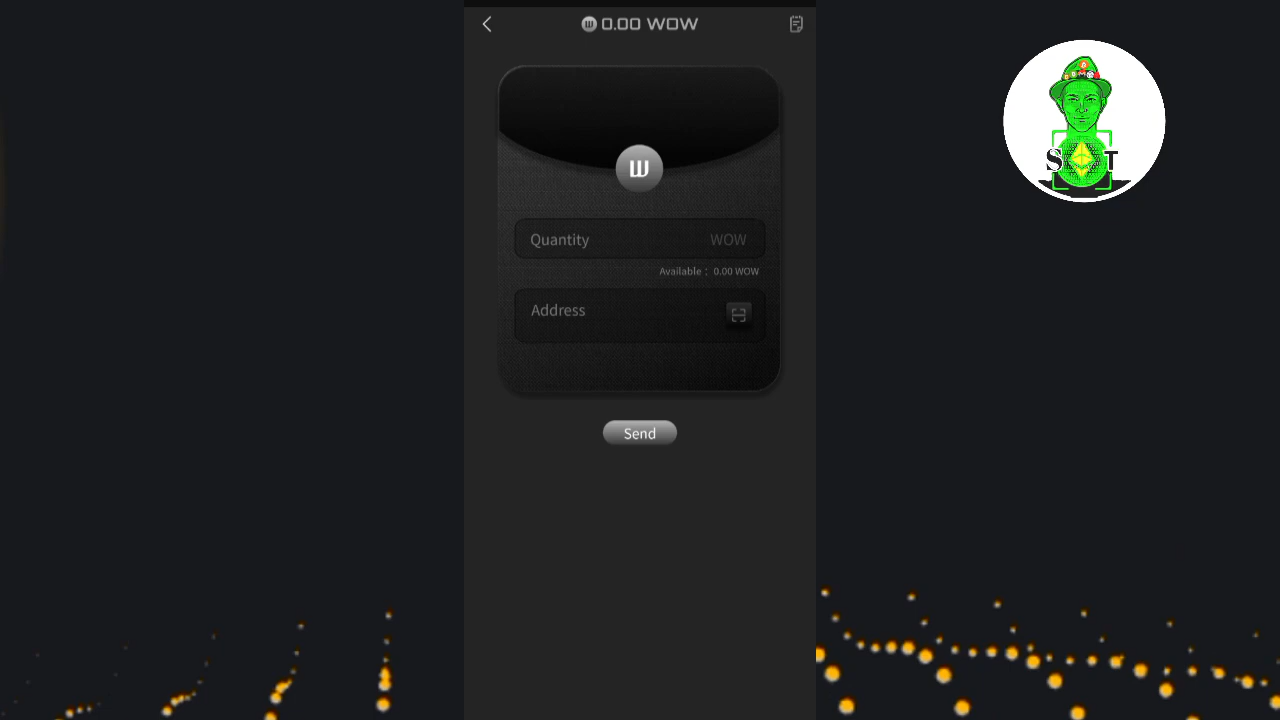 0.00 WOW
Quantity WOW
Available : 0.00 WOW
Address
Send
S T